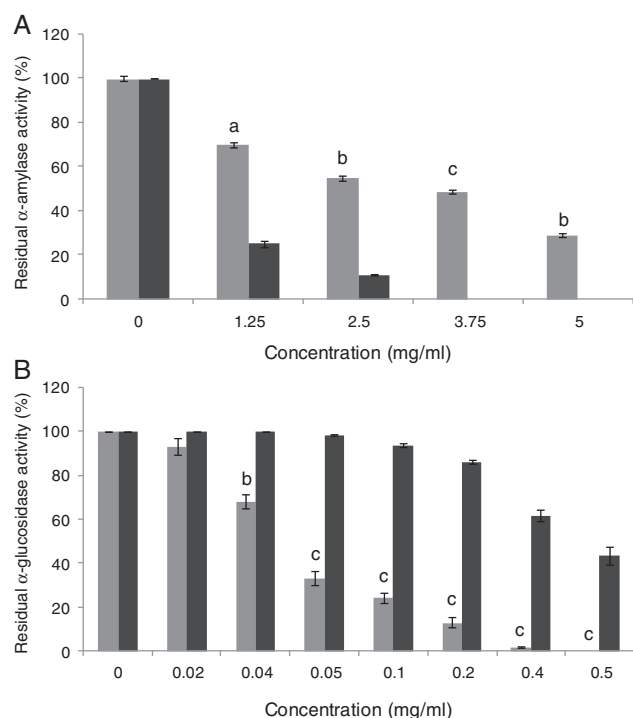 A
Residual α-amylase activity (%)
120
100
80
60
40
20
0
a
b
c
b
0 1.25 2.5 3.75 5
Concentration (mg/ml)
B
Residual α-glucosidase activity (%)
120
100
80
60
40
20
0
b
c
c
c
c
c
0 0.02 0.04 0.05 0.1 0.2 0.4 0.5
Concentration (mg/ml)